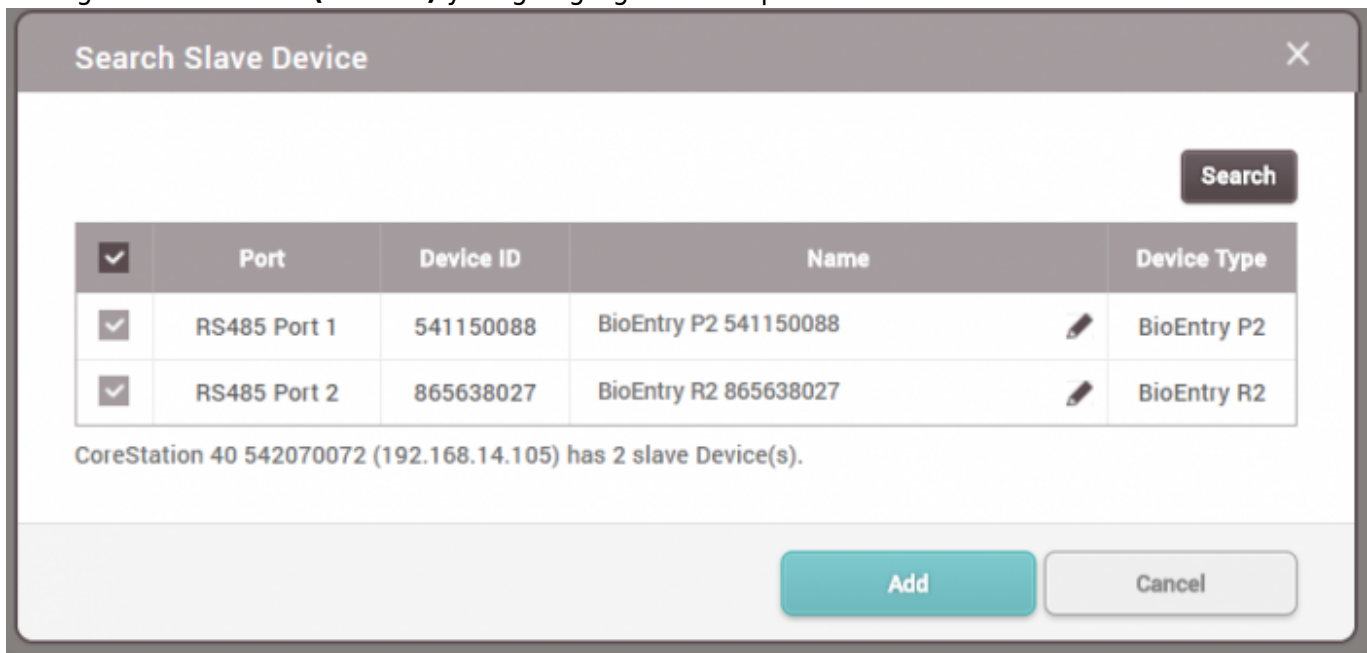 Search Slave Device
Search
Port Device ID Name Device Type
RS485 Port 1 541150088 BioEntry P2 541150088 BioEntry P2
RS485 Port 2 865638027 BioEntry R2 865638027 BioEntry R2
CoreStation 40 542070072 (192.168.14.105) has 2 slave Device(s).
Add Cancel